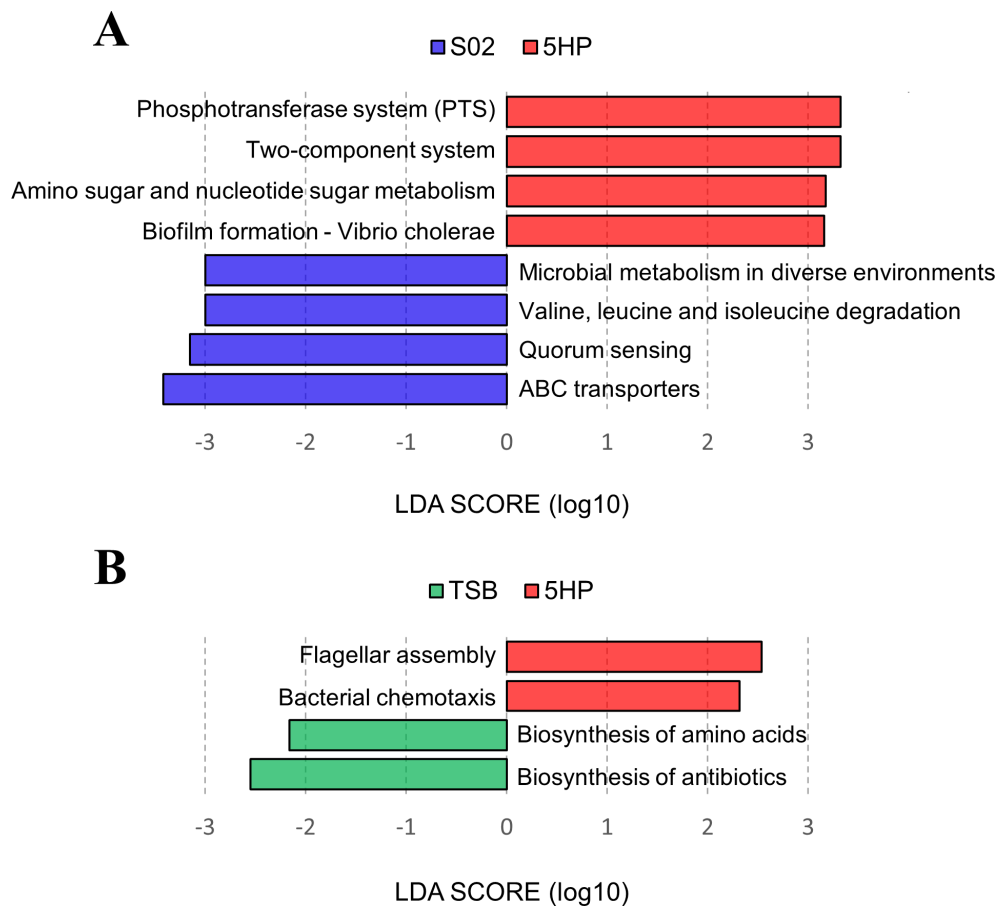 A
S02 5HP
Phosphotransferase system (PTS)
Two-component system
Amino sugar and nucleotide sugar metabolism
Biofilm formation - Vibrio cholerae
Microbial metabolism in diverse environments
Valine, leucine and isoleucine degradation
Quorum sensing
ABC transporters
-3 -2 -1 0 1 2 3
LDA SCORE (log10)
B
TSB 5HP
Flagellar assembly
Bacterial chemotaxis
Biosynthesis of amino acids
Biosynthesis of antibiotics
-3 -2 -1 0 1 2 3
LDA SCORE (log10)